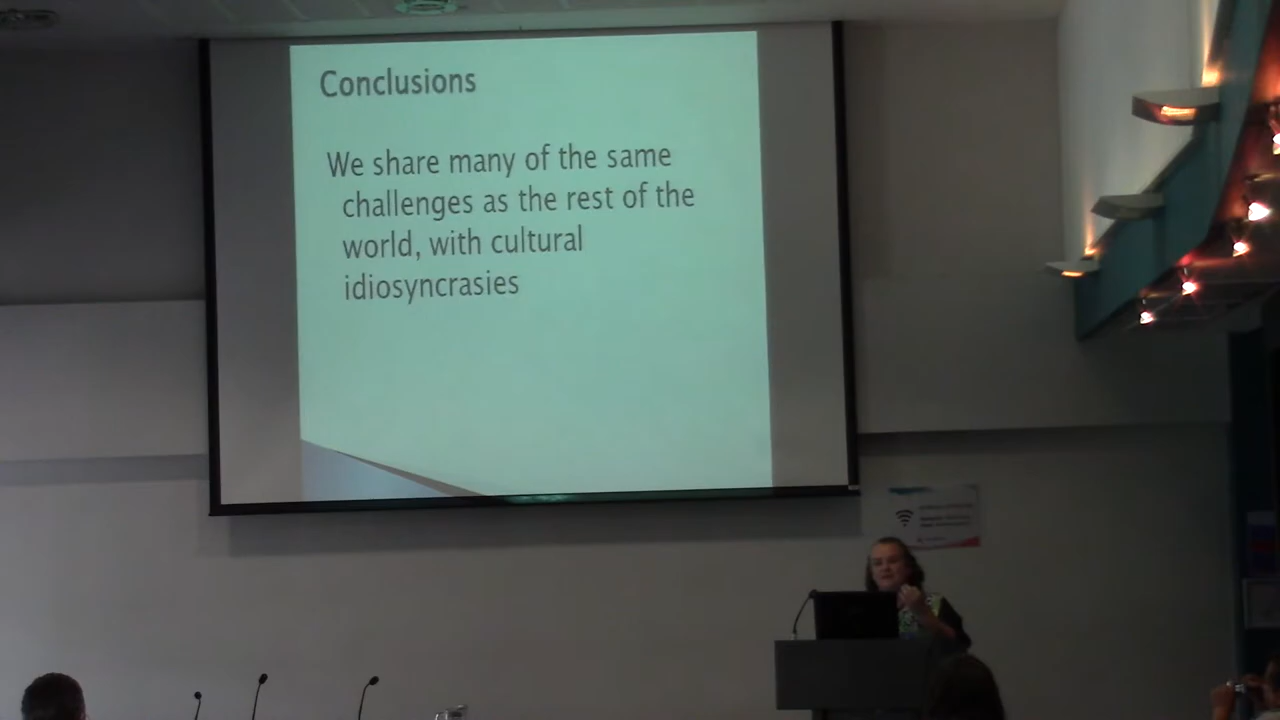 Conclusions
We share many of the same
challenges as the rest of the
world, with cultural
idiosyncrasies